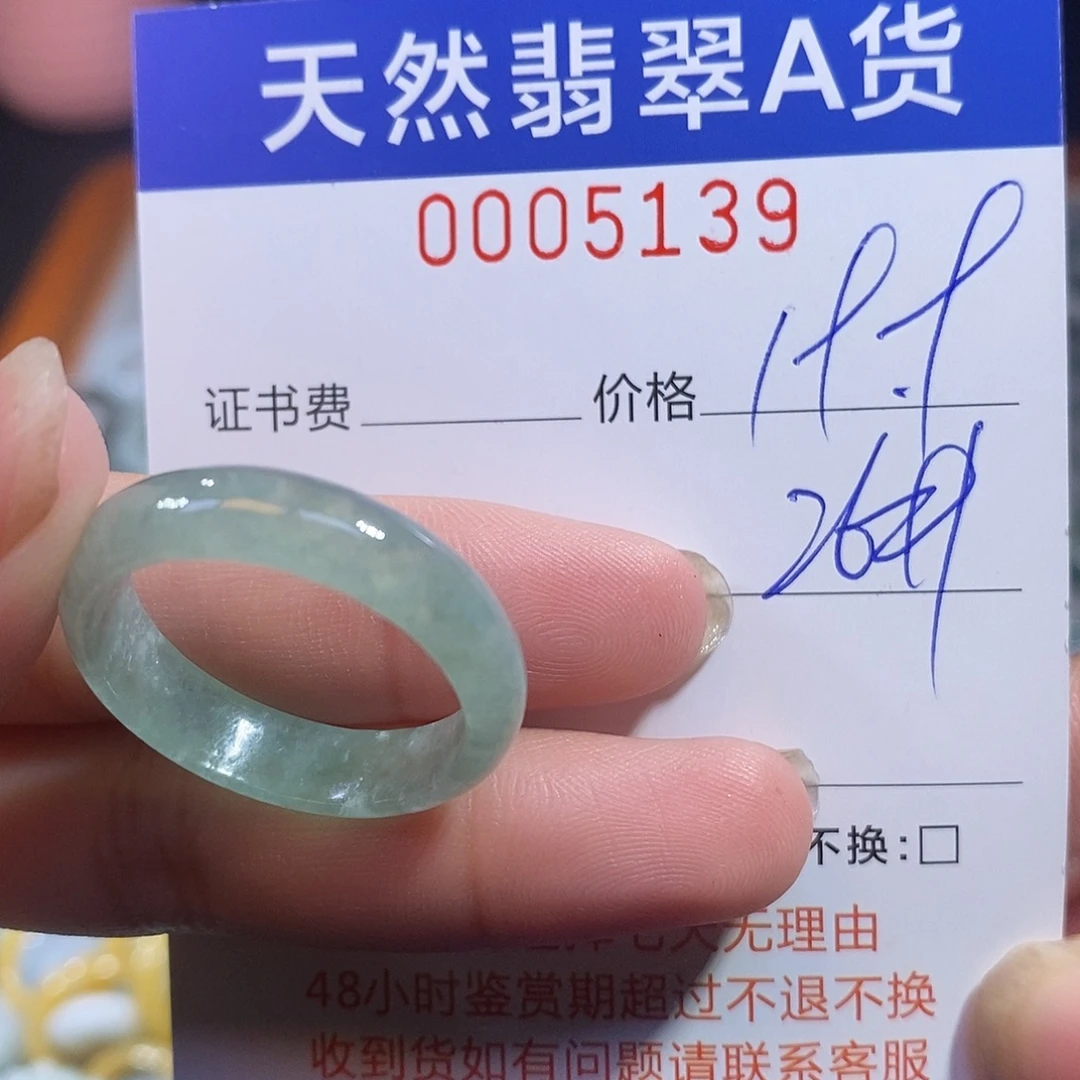 天然翡翠A货
0005139
证书费 价格
不换:□
七天无理由
48小时鉴赏期超过不退不换
收到货如有问题请联系客服